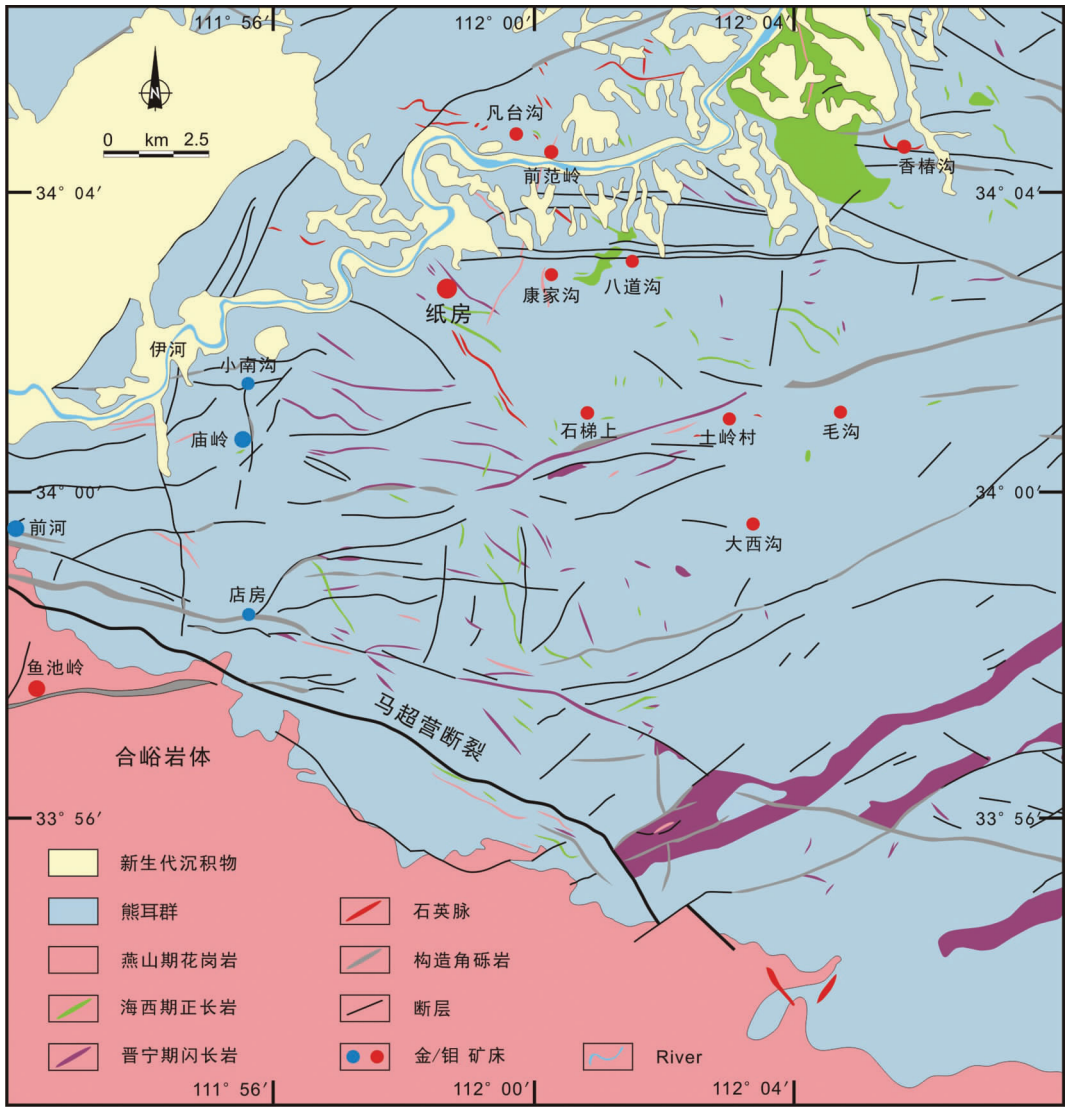 111° 56′
112° 00′
112° 04′
N
0 km 2.5
凡台沟
前范岭
香椿沟
34° 04′
34° 04′
康家沟
八道沟
纸房
伊河
小南沟
庙岭
石梯上
土岭村
毛沟
34° 00′
34° 00′
前河
大西沟
店房
鱼池岭
马超营断裂
合峪岩体
33° 56′
33° 56′
新生代沉积物
熊耳群
石英脉
燕山期花岗岩
构造角砾岩
海西期正长岩
断层
晋宁期闪长岩
金/钼 矿床
River
111° 56′
112° 00′
112° 04′